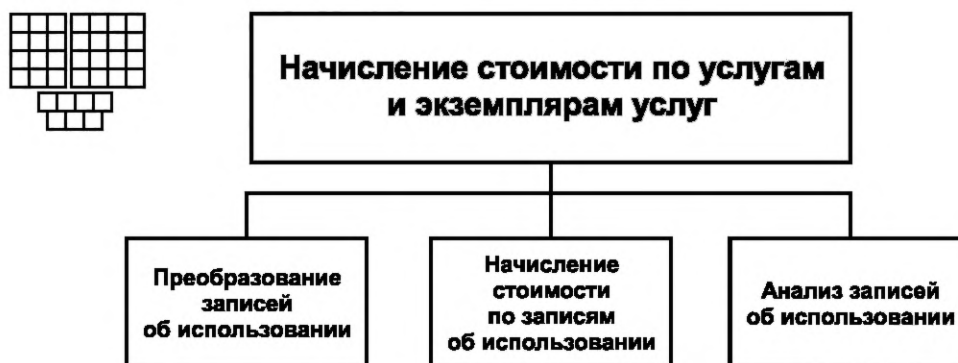 Начисление стоимости по услугам
и экземплярам услуг
Преобразование
записей
об использовании
Начисление
стоимости
по записям
об использовании
Анализ записей
об использовании